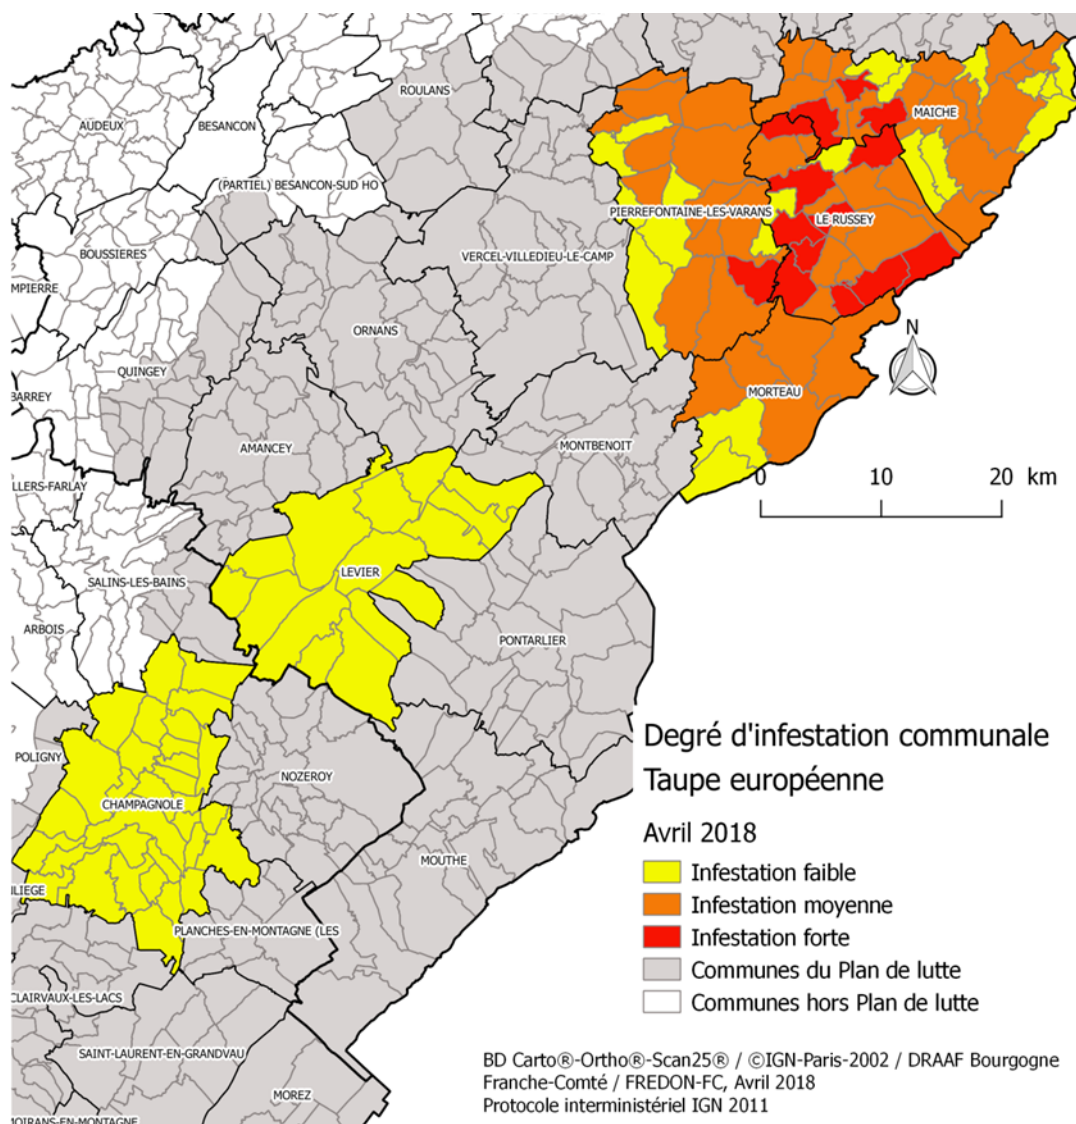 ROULANS
AUDEUX
BESANCON
MAICHE
(PARTIEL) BESANCON-SUD HO
PIERREFONTAINE-LES-VARANS
LE RUSSEY
BOUSSIERES
VERCEL-VILLEDIEU-LE-CAMP
MPIERRE
ORNANS
N
QUINGEY
MORTEAU
BARREY
AMANCEY
MONTBENOIT
LLERS-FARLAY
0 10 20 km
LEVIER
SALINS-LES-BAINS
ARBOIS
PONTARLIER
POLIGNY
NOZEROY
CHAMPAGNOLE
MOUTHE
NLIEGE
PLANCHES-EN-MONTAGNE (LES
CLAIRVAUX-LES-LACS
SAINT-LAURENT-EN-GRANDVAU
MOREZ
MOIRANS-EN-MONTAGNE
Degré d'infestation communale
Taupe européenne
Avril 2018
Infestation faible
Infestation moyenne
Infestation forte
Communes du Plan de lutte
Communes hors Plan de lutte
BD Carto®-Ortho®-Scan25® / ©IGN-Paris-2002 / DRAAF Bourgogne
Franche-Comté / FREDON-FC, Avril 2018
Protocole interministériel IGN 2011